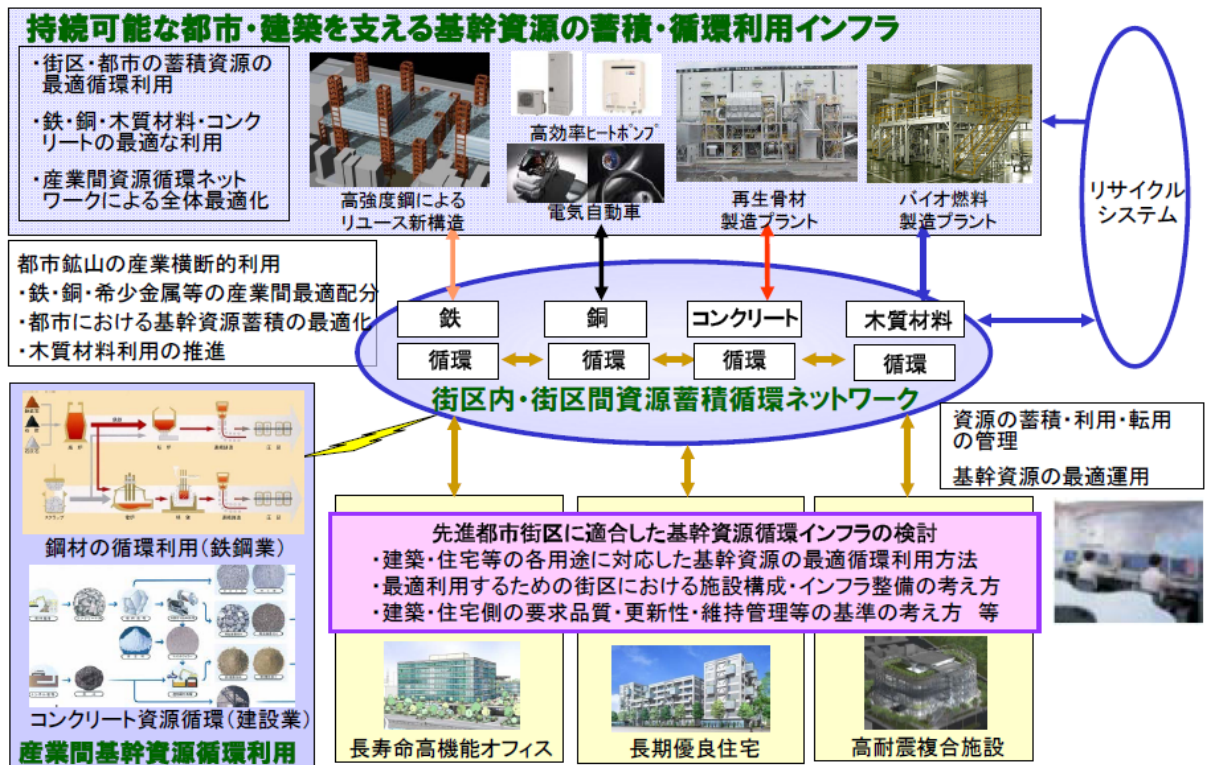 持続可能な都市・建築を支える基幹資源の蓄積・循環利用インフラ
・街区・都市の蓄積資源の
最適循環利用
・鉄・銅・木質材料・コンク
リートの最適な利用
・産業間資源循環ネット
ワークによる全体最適化
高強度鋼による
リユース新構造
高効率ﾋｰﾄﾎﾟﾝﾌﾟ
電気自動車
再生骨材
製造プラント
バイオ燃料
製造プラント
リサイクル
システム
都市鉱山の産業横断的利用
・鉄・銅・希少金属等の産業間最適配分
・都市における基幹資源蓄積の最適化
・木質材料利用の推進
鉄
銅
コンクリート
木質材料
循環
循環
循環
循環
街区内・街区間資源蓄積循環ネットワーク
資源の蓄積・利用・転用
の管理
基幹資源の最適運用
鋼材の循環利用(鉄鋼業)
コンクリート資源循環(建設業)
産業間基幹資源循環利用
先進都市街区に適合した基幹資源循環インフラの検討
・建築・住宅等の各用途に対応した基幹資源の最適循環利用方法
・最適利用するための街区における施設構成・インフラ整備の考え方
・建築・住宅側の要求品質・更新性・維持管理等の基準の考え方 等
長寿命高機能オフィス
長期優良住宅
高耐震複合施設